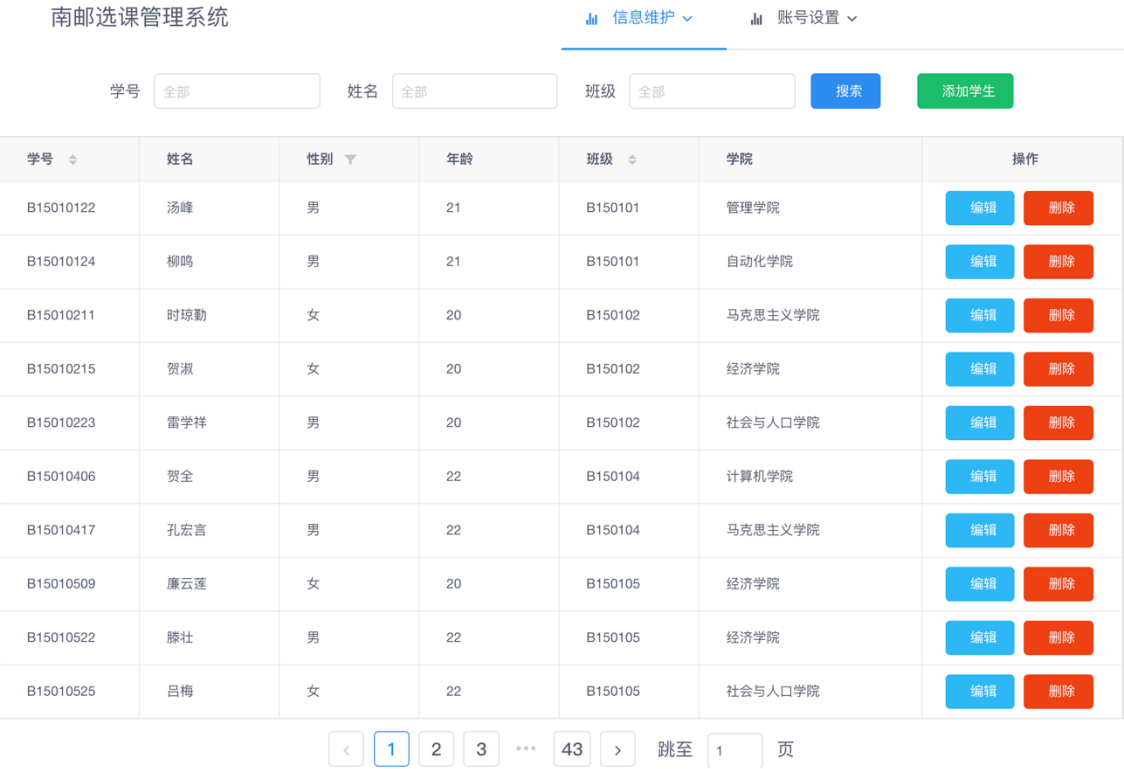 南邮选课管理系统 信息维护 账号设置
学号 全部 姓名 全部 班级 全部 搜索 添加学生
学号 姓名 性别 年龄 班级 学院 操作
B15010122 汤峰 男 21 B150101 管理学院 编辑 删除
B15010124 柳鸣 男 21 B150101 自动化学院 编辑 删除
B15010211 时琼勤 女 20 B150102 马克思主义学院 编辑 删除
B15010215 贺淑 女 20 B150102 经济学院 编辑 删除
B15010223 雷学祥 男 20 B150102 社会与人口学院 编辑 删除
B15010406 贺全 男 22 B150104 计算机学院 编辑 删除
B15010417 孔宏言 男 22 B150104 马克思主义学院 编辑 删除
B15010509 廉云莲 女 20 B150105 经济学院 编辑 删除
B15010522 滕壮 男 22 B150105 经济学院 编辑 删除
B15010525 吕梅 女 22 B150105 社会与人口学院 编辑 删除
< 1 2 3 ••• 43 > 跳至 1 页